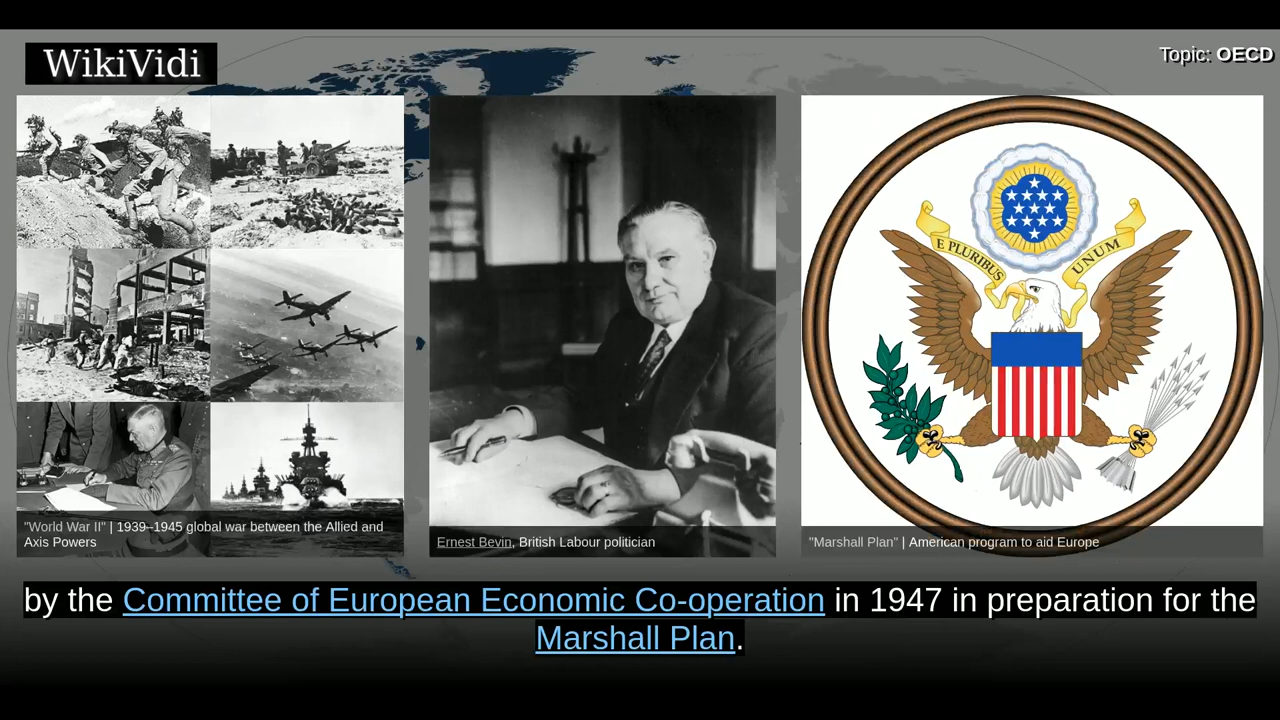 WikiVidi
Topic: OECD
E PLURIBUS UNUM
"World War II" | 1939–1945 global war between the Allied and
Axis Powers
Ernest Bevin, British Labour politician
"Marshall Plan" | American program to aid Europe
by the Committee of European Economic Co-operation in 1947 in preparation for the
Marshall Plan.